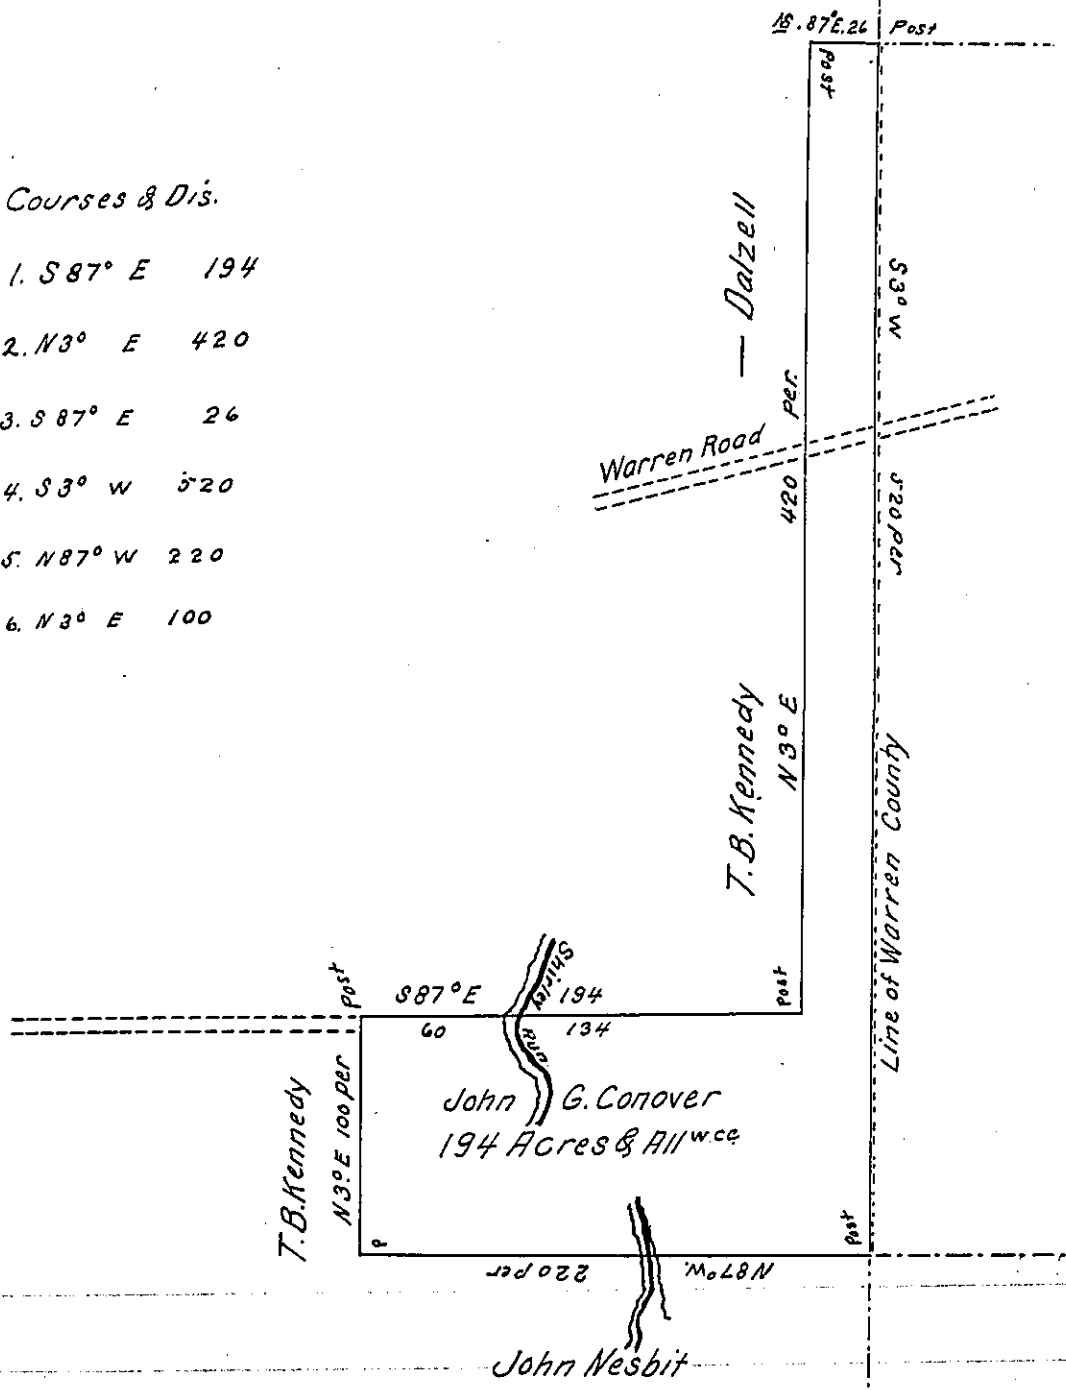 S. 87°E. 26 Post
Post
Courses & Dis.
1. S 87° E 194
2. N 3° E 420
3. S 87° E 26
4. S 3° W 520
5. N 87° W 220
6. N 3° E 100
— Dalzell
S 3° W
Warren Road
420 per.
520 per
T.B. Kennedy
N 3° E
Line of Warren County
Post
S 87° E
Shirley
194
Post
60
Run
134
T.B. Kennedy
N 3° E 100 per
John G. Conover
194 Acres & All w.ce
P
Post
220 per
N 87° W.
John Nesbit